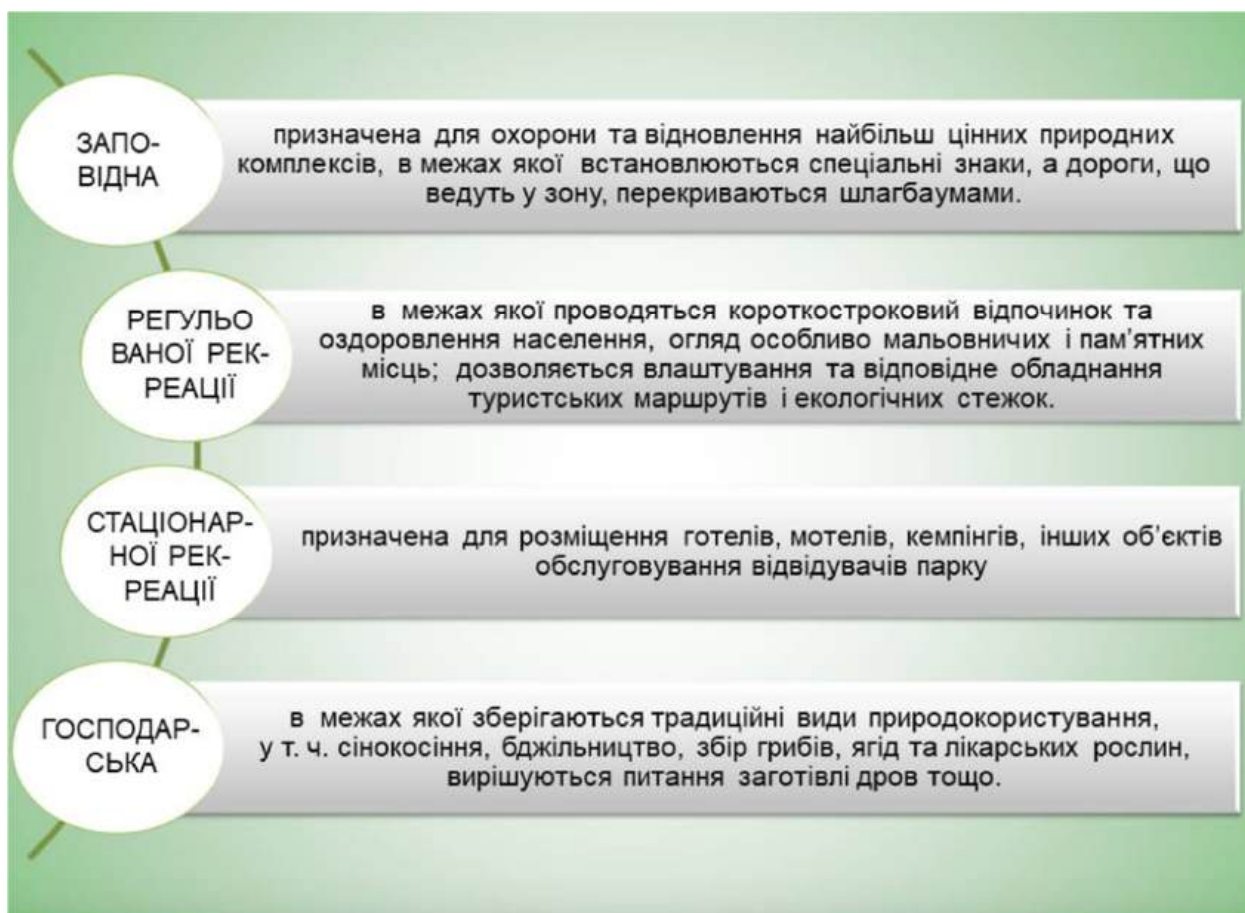 ЗАПО-
ВІДНА
призначена для охорони та відновлення найбільш цінних природних
комплексів, в межах якої встановлюються спеціальні знаки, а дороги, що
ведуть у зону, перекриваються шлагбаумами.
РЕГУЛЬО
ВАНОЇ РЕК-
РЕАЦІЇ
в межах якої проводяться короткостроковий відпочинок та
оздоровлення населення, огляд особливо мальовничих і пам’ятних
місць; дозволяється влаштування та відповідне обладнання
туристських маршрутів і екологічних стежок.
СТАЦІОНАР-
НОЇ РЕК-
РЕАЦІЇ
призначена для розміщення готелів, мотелів, кемпінгів, інших об’єктів
обслуговування відвідувачів парку
ГОСПОДАР-
СЬКА
в межах якої зберігаються традиційні види природокористування,
у т. ч. сінокосіння, бджільництво, збір грибів, ягід та лікарських рослин,
вирішуються питання заготівлі дров тощо.